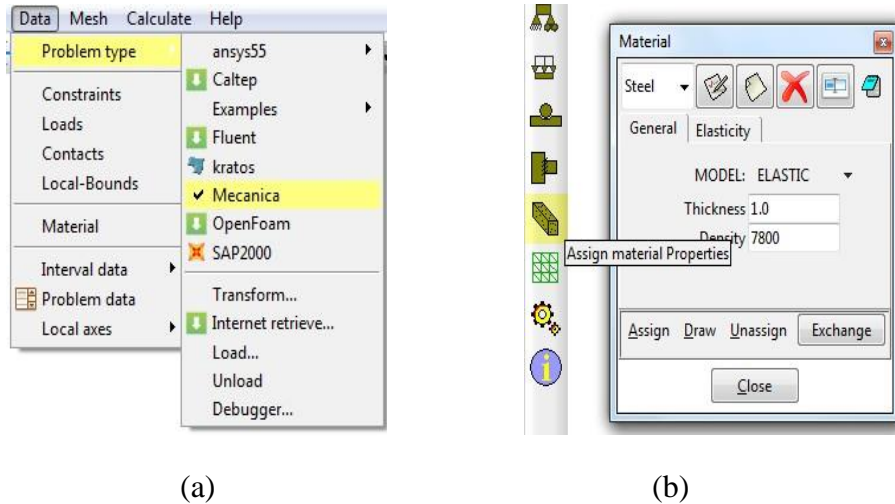 Data Mesh Calculate Help
Problem type
Constraints
Loads
Contacts
Local-Bounds
Material
Interval data
Problem data
Local axes
ansys55
Caltep
Examples
Fluent
kratos
Mecanica
OpenFoam
SAP2000
Transform...
Internet retrieve...
Load...
Unload
Debugger...
(a)
Material
Steel
General Elasticity
MODEL: ELASTIC
Thickness 1.0
Density 7800
Assign material Properties
Assign Draw Unassign Exchange
Close
(b)